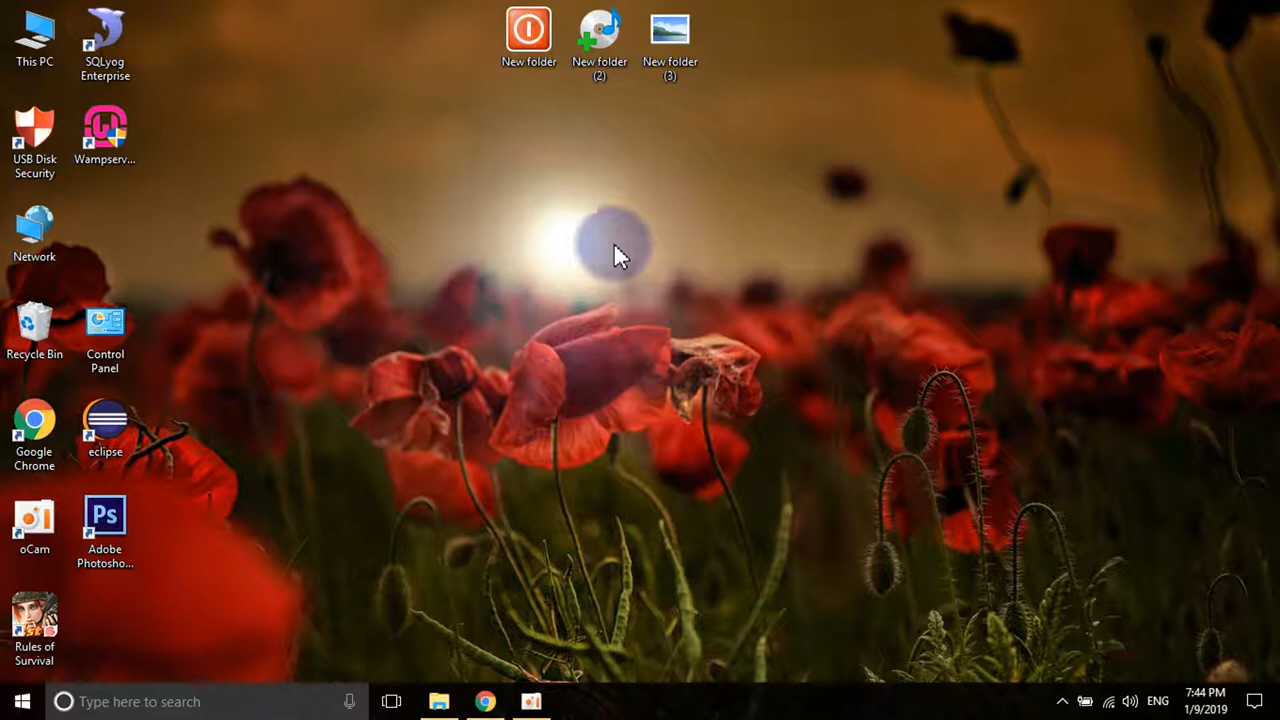 This PC
SQLyog
Enterprise
New folder
New folder
(2)
New folder
(3)
USB Disk
Security
Wampserv...
Network
Recycle Bin
Control
Panel
Google
Chrome
eclipse
oCam
Ps
Adobe
Photosho...
Rules of
Survival
Type here to search
ENG
7:44 PM
1/9/2019